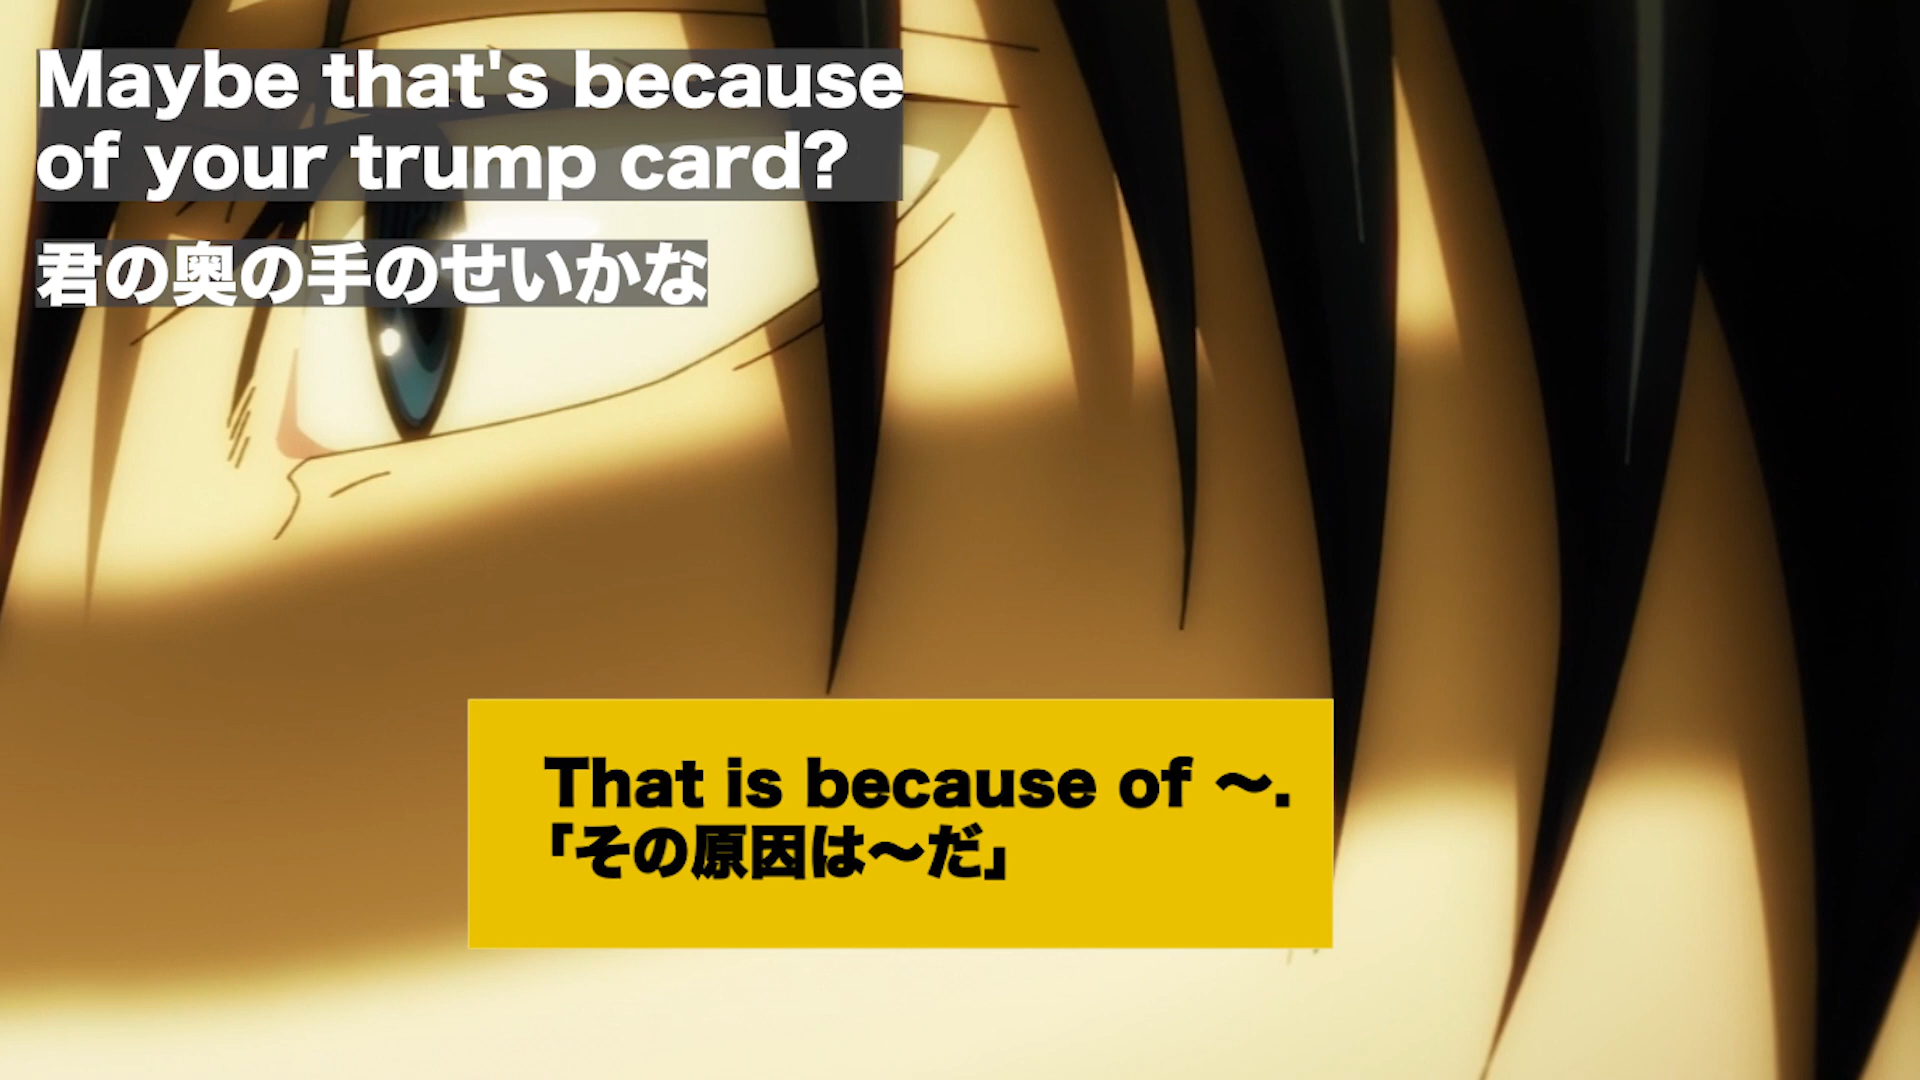 Maybe that's because
of your trump card?
君の奥の手のせいかな
That is because of ～.
「その原因は～だ」